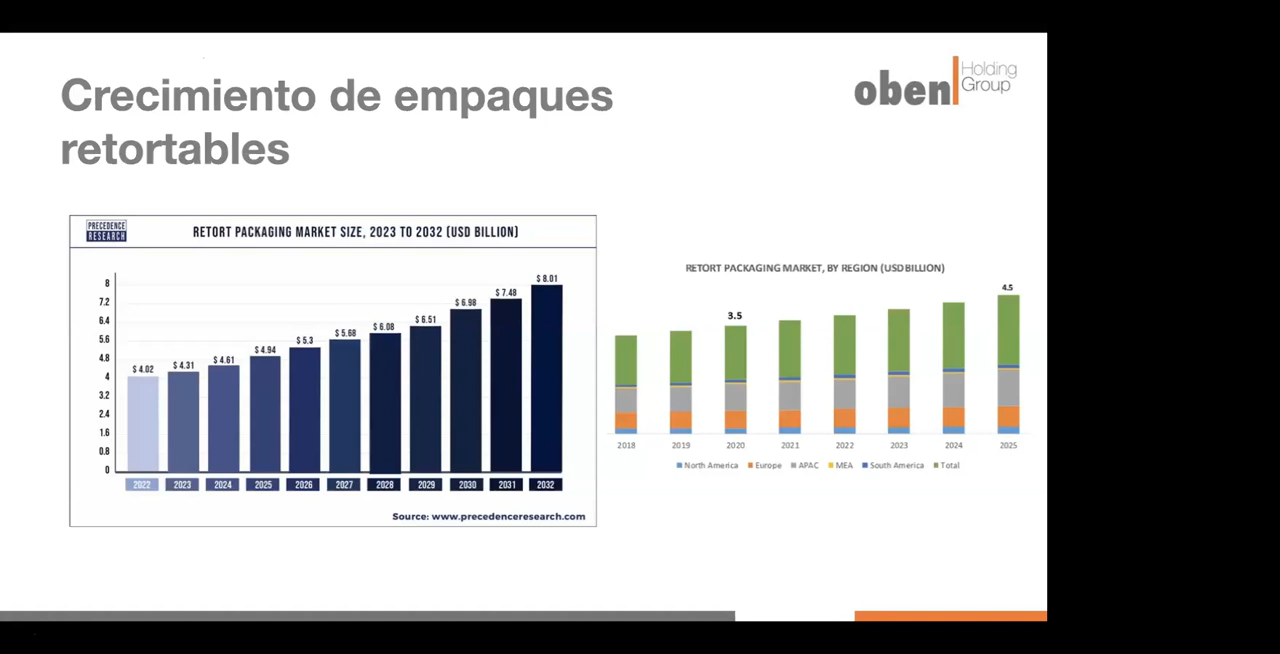 Crecimiento de empaques
retortables
oben
Holding
Group
PRECEDENCE
RESEARCH
RETORT PACKAGING MARKET SIZE, 2023 TO 2032 (USD BILLION)
8
7.2
6.4
5.6
4.8
4
3.2
2.4
1.6
0.8
0
$ 4.02
$ 4.31
$ 4.61
$ 4.94
$ 5.3
$ 5.68
$ 6.08
$ 6.51
$ 6.98
$ 7.48
$ 8.01
2022 2023 2024 2025 2026 2027 2028 2029 2030 2031 2032
Source: www.precedenceresearch.com
RETORT PACKAGING MARKET, BY REGION (USD BILLION)
3.5
4.5
2018 2019 2020 2021 2022 2023 2024 2025
North America Europe APAC MEA South America Total